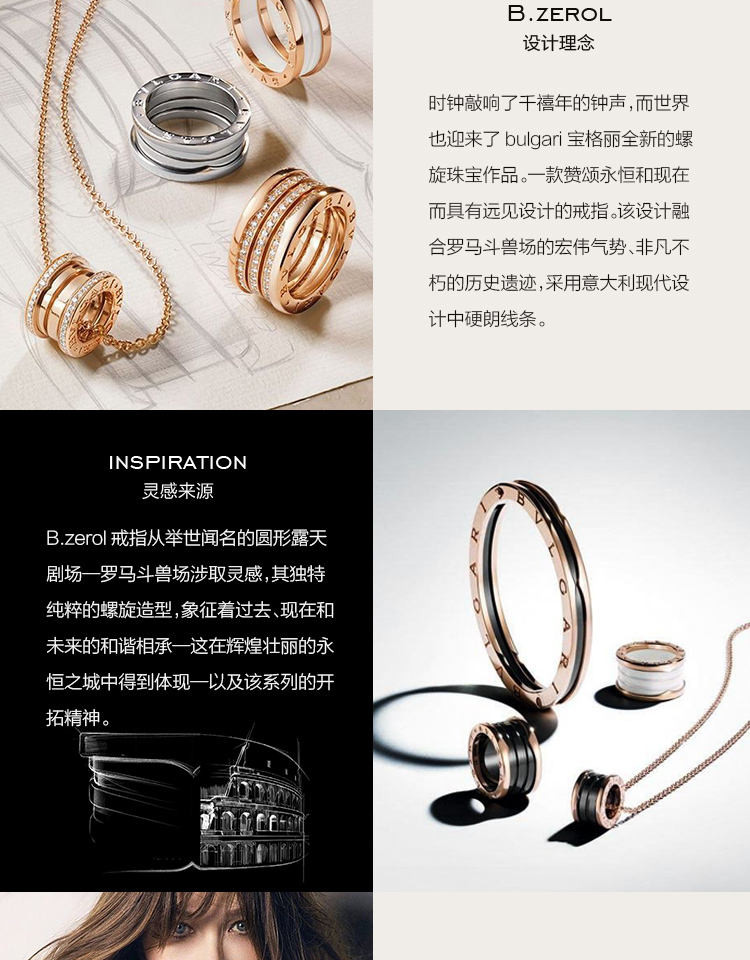 B.ZEROL
设计理念
时钟敲响了千禧年的钟声,而世界
也迎来了 bulgari 宝格丽全新的螺
旋珠宝作品。一款赞颂永恒和现在
而具有远见设计的戒指。该设计融
合罗马斗兽场的宏伟气势、非凡不
朽的历史遗迹,采用意大利现代设
计中硬朗线条。
BVLGARI
INSPIRATION
灵感来源
B.zerol 戒指从举世闻名的圆形露天
剧场—罗马斗兽场涉取灵感,其独特
纯粹的螺旋造型,象征着过去、现在和
未来的和谐相承—这在辉煌壮丽的永
恒之城中得到体现—以及该系列的开
拓精神。
BVLGARI